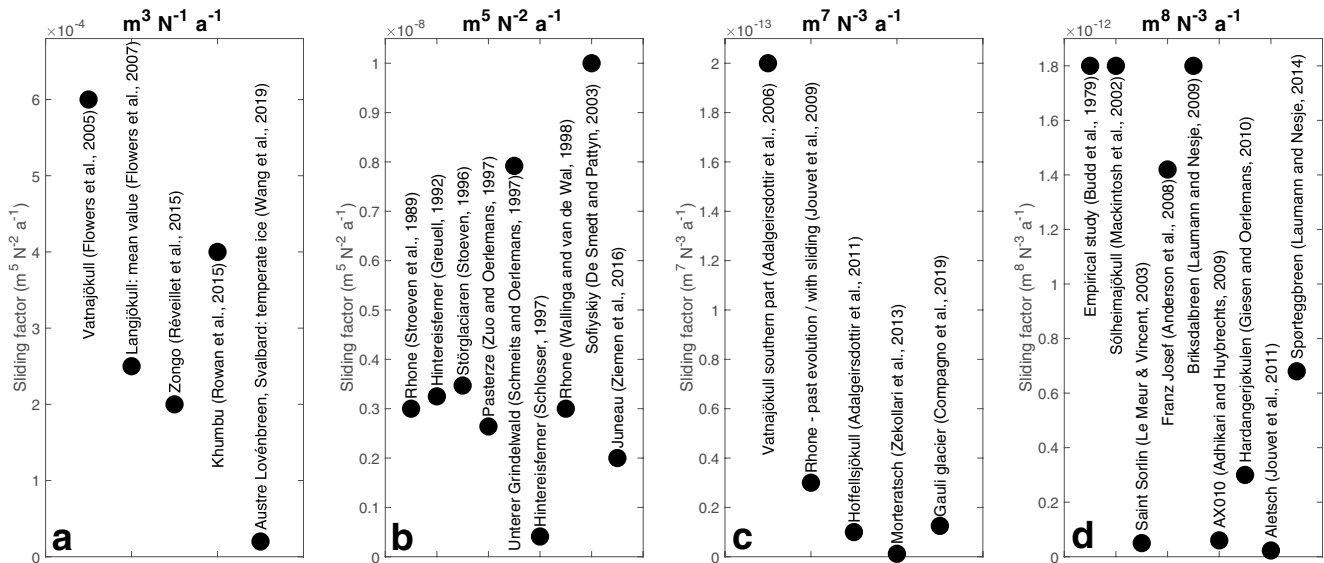 m³ N⁻¹ a⁻¹
×10⁻⁴
Sliding factor (m⁵ N⁻² a⁻¹)
6
5
4
3
2
1
0
Vatnajökull (Flowers et al., 2005)
Langjökull: mean value (Flowers et al., 2007)
Zongo (Réveillet et al., 2015)
Khumbu (Rowan et al., 2015)
Austre Lovénbreen, Svalbard: temperate ice (Wang et al., 2019)
a
m⁵ N⁻² a⁻¹
×10⁻⁸
Sliding factor (m⁵ N⁻² a⁻¹)
1
0.9
0.8
0.7
0.6
0.5
0.4
0.3
0.2
0.1
0
Rhone (Stroeven et al., 1989)
Hintereisferner (Greuell, 1992)
Störglaciaren (Stoeven, 1996)
Pasterze (Zuo and Oerlemans, 1997)
Unterer Grindelwald (Schmeits and Oerlemans, 1997)
Hintereisferner (Schlosser, 1997)
Rhone (Wallinga and van de Wal, 1998)
Sofiyskiy (De Smedt and Pattyn, 2003)
Juneau (Ziemen et al., 2016)
b
m⁷ N⁻³ a⁻¹
×10⁻¹³
Sliding factor (m⁷ N⁻³ a⁻¹)
2
1.8
1.6
1.4
1.2
1
0.8
0.6
0.4
0.2
0
Vatnajökull southern part (Adalgeirsdottir et al., 2006)
Rhone - past evolution / with sliding (Jouvet et al., 2009)
Hoffellsjökull (Adalgeirsdottir et al., 2011)
Morteratsch (Zekollari et al., 2013)
Gauli glacier (Compagno et al., 2019)
c
m⁸ N⁻³ a⁻¹
×10⁻¹²
Sliding factor (m⁸ N⁻³ a⁻¹)
1.8
1.6
1.4
1.2
1
0.8
0.6
0.4
0.2
0
Empirical study (Budd et al., 1979)
Sólheimajökull (Mackintosh et al., 2002)
Saint Sorlin (Le Meur & Vincent, 2003)
Franz Josef (Anderson et al., 2008)
Briksdalbreen (Laumann and Nesje, 2009)
AX010 (Adhikari and Huybrechts, 2009)
Hardangerjøkulen (Giesen and Oerlemans, 2010)
Aletsch (Jouvet et al., 2011)
Spørteggbreen (Laumann and Nesje, 2014)
d